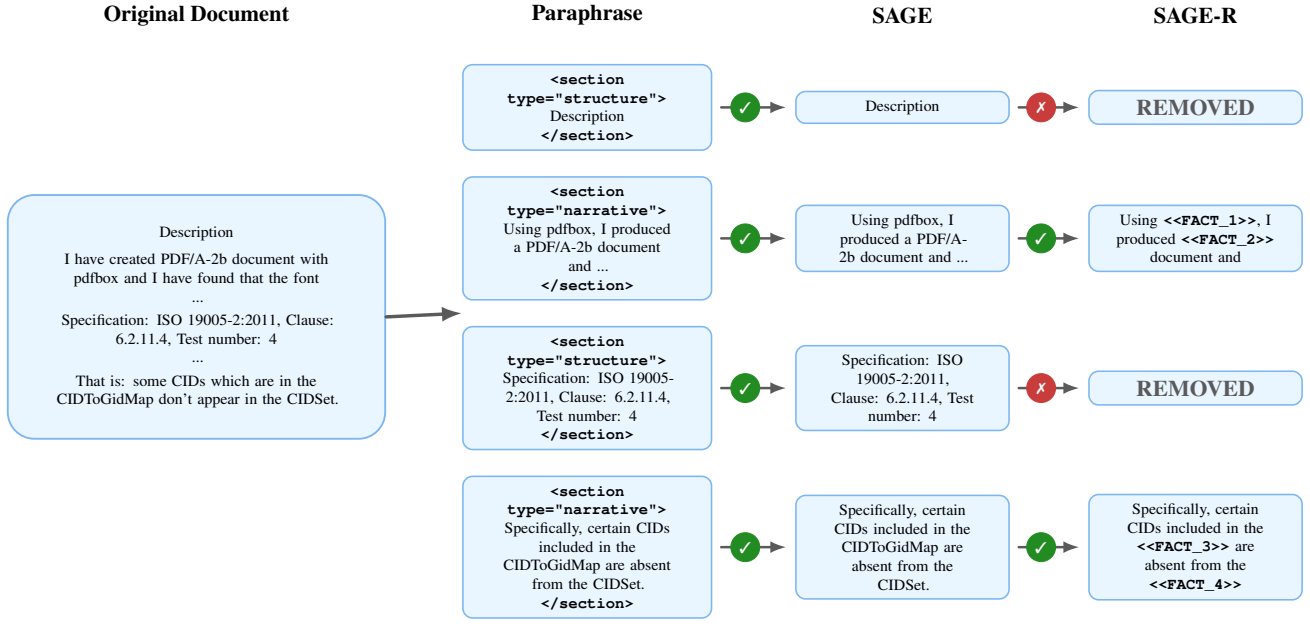 Original Document
Paraphrase
SAGE
SAGE-R
Description
I have created PDF/A-2b document with
pdfbox and I have found that the font
...
Specification: ISO 19005-2:2011, Clause:
6.2.11.4, Test number: 4
...
That is: some CIDs which are in the
CIDToGidMap don't appear in the CIDSet.
<section
type="structure">
Description
</section>
✓
Description
✗
REMOVED
<section
type="narrative">
Using pdfbox, I produced
a PDF/A-2b document
and ...
</section>
✓
Using pdfbox, I
produced a PDF/A-
2b document and ...
✓
Using <<FACT_1>>, I
produced <<FACT_2>>
document and
<section
type="structure">
Specification: ISO 19005-
2:2011, Clause: 6.2.11.4,
Test number: 4
</section>
✓
Specification: ISO
19005-2:2011,
Clause: 6.2.11.4, Test
number: 4
✗
REMOVED
<section
type="narrative">
Specifically, certain CIDs
included in the
CIDToGidMap are absent
from the CIDSet.
</section>
✓
Specifically, certain
CIDs included in the
CIDToGidMap are
absent from the
CIDSet.
✓
Specifically, certain
CIDs included in the
<<FACT_3>> are
absent from the
<<FACT_4>>